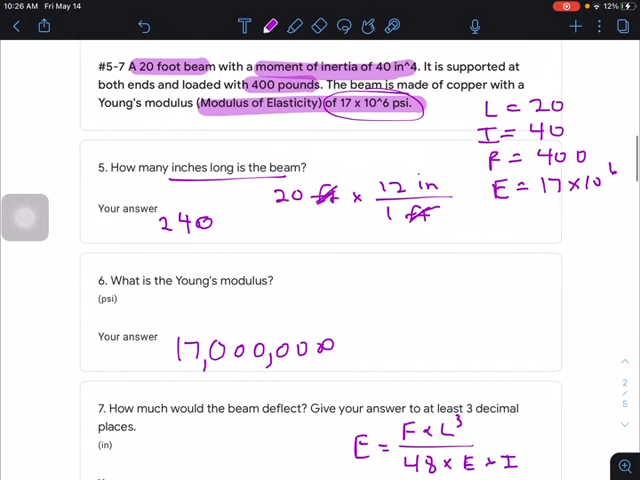 10:26 AM Fri May 14
12%
#5-7 A 20 foot beam with a moment of inertia of 40 in^4. It is supported at
both ends and loaded with 400 pounds. The beam is made of copper with a
Young's modulus (Modulus of Elasticity) of 17 x 10^6 psi.
L = 20
I = 40
F = 400
E = 17 × 10^6
5. How many inches long is the beam?
20 ft × 12 in / 1 ft
Your answer
240
6. What is the Young's modulus?
(psi)
Your answer
17,000,000
7. How much would the beam deflect? Give your answer to at least 3 decimal
places.
(in)
E = F × L^3 / 48 × E × I
2
5